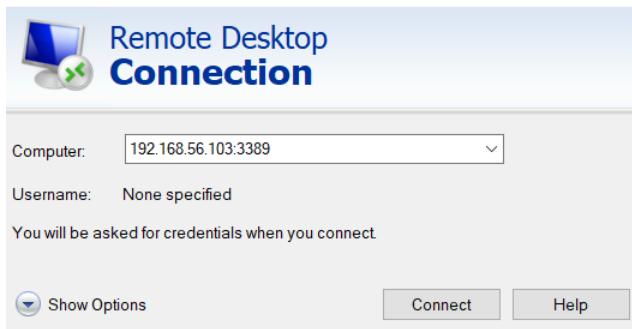 Remote Desktop
Connection
Computer: 192.168.56.103:3389
Username: None specified
You will be asked for credentials when you connect.
Show Options Connect Help